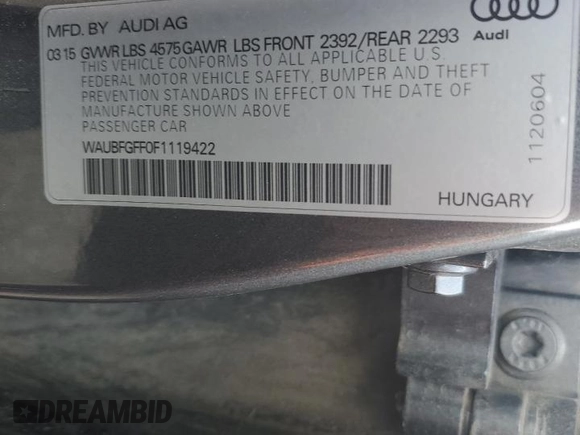 MFD. BY AUDI AG
03 15 GVWR LBS 4575 GAWR LBS FRONT 2392/REAR 2293
THIS VEHICLE CONFORMS TO ALL APPLICABLE U.S.
FEDERAL MOTOR VEHICLE SAFETY, BUMPER AND THEFT
PREVENTION STANDARDS IN EFFECT ON THE DATE OF
MANUFACTURE SHOWN ABOVE
PASSENGER CAR
WAUBFGFF0F1119422
HUNGARY
Audi
1120604
DREAMBID